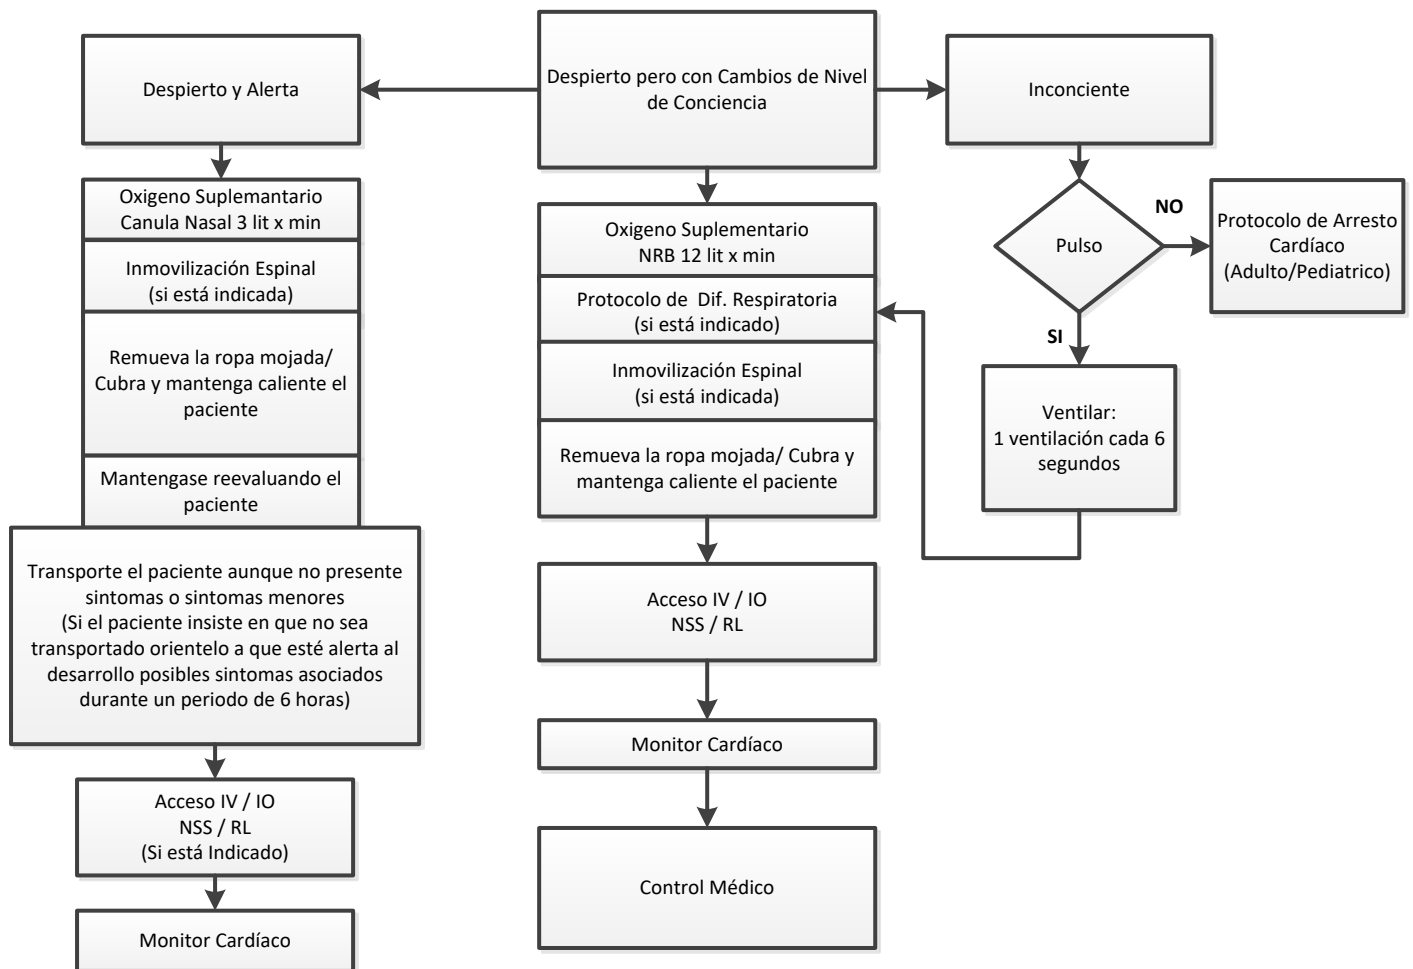 Despierto y Alerta
Oxigeno Suplemantario
Canula Nasal 3 lit x min
Inmovilización Espinal
(si está indicada)
Remueva la ropa mojada/
Cubra y mantenga caliente el
paciente
Mantengase reevaluando el
paciente
Transporte el paciente aunque no presente
sintomas o sintomas menores
(Si el paciente insiste en que no sea
transportado orientelo a que esté alerta al
desarrollo posibles sintomas asociados
durante un periodo de 6 horas)
Acceso IV / IO
NSS / RL
(Si está Indicado)
Monitor Cardíaco
Despierto pero con Cambios de Nivel
de Conciencia
Oxigeno Suplementario
NRB 12 lit x min
Protocolo de Dif. Respiratoria
(si está indicado)
Inmovilización Espinal
(si está indicada)
Remueva la ropa mojada/ Cubra y
mantenga caliente el paciente
Acceso IV / IO
NSS / RL
Monitor Cardíaco
Control Médico
Inconciente
Pulso
NO
Protocolo de Arresto
Cardíaco
(Adulto/Pediatrico)
SI
Ventilar:
1 ventilación cada 6
segundos